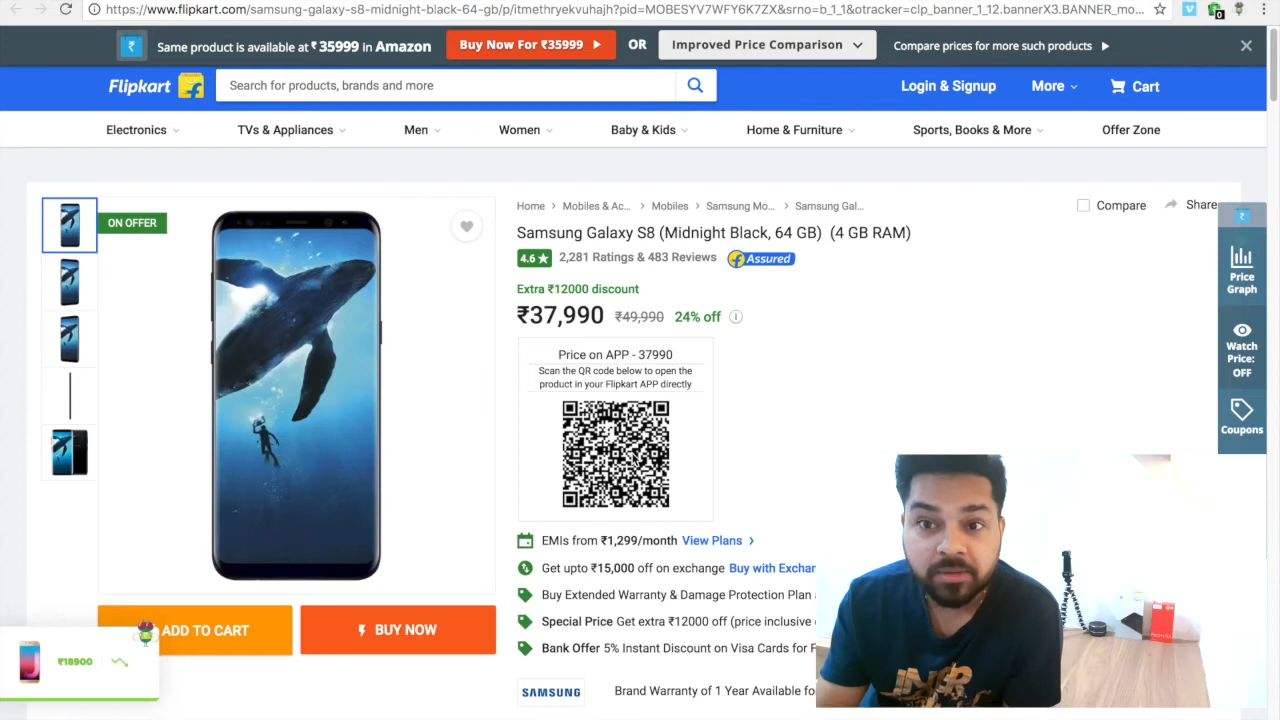 https://www.flipkart.com/samsung-galaxy-s8-midnight-black-64-gb/p/itmethryekvuhajh?pid=MOBESYV7WFY6K7ZX&srno=b_1_1&otracker=clp_banner_1_12.bannerX3.BANNER_mo...
Same product is available at ₹35999 in Amazon
Buy Now For ₹35999
OR
Improved Price Comparison
Compare prices for more such products
Flipkart
Search for products, brands and more
Login & Signup
More
Cart
Electronics
TVs & Appliances
Men
Women
Baby & Kids
Home & Furniture
Sports, Books & More
Offer Zone
ON OFFER
Home > Mobiles & Ac... > Mobiles > Samsung Mo... > Samsung Gal...
Compare
Share
Samsung Galaxy S8 (Midnight Black, 64 GB) (4 GB RAM)
4.6 ★ 2,281 Ratings & 483 Reviews Assured
Extra ₹12000 discount
₹37,990 ₹49,990 24% off
Price on APP - 37990
Scan the QR code below to open the
product in your Flipkart APP directly
EMIs from ₹1,299/month View Plans >
Get upto ₹15,000 off on exchange Buy with Exchan
Buy Extended Warranty & Damage Protection Plan
Special Price Get extra ₹12000 off (price inclusive
Bank Offer 5% Instant Discount on Visa Cards for
SAMSUNG
Brand Warranty of 1 Year Available fo
ADD TO CART
BUY NOW
₹18900
Price
Graph
Watch
Price:
OFF
Coupons